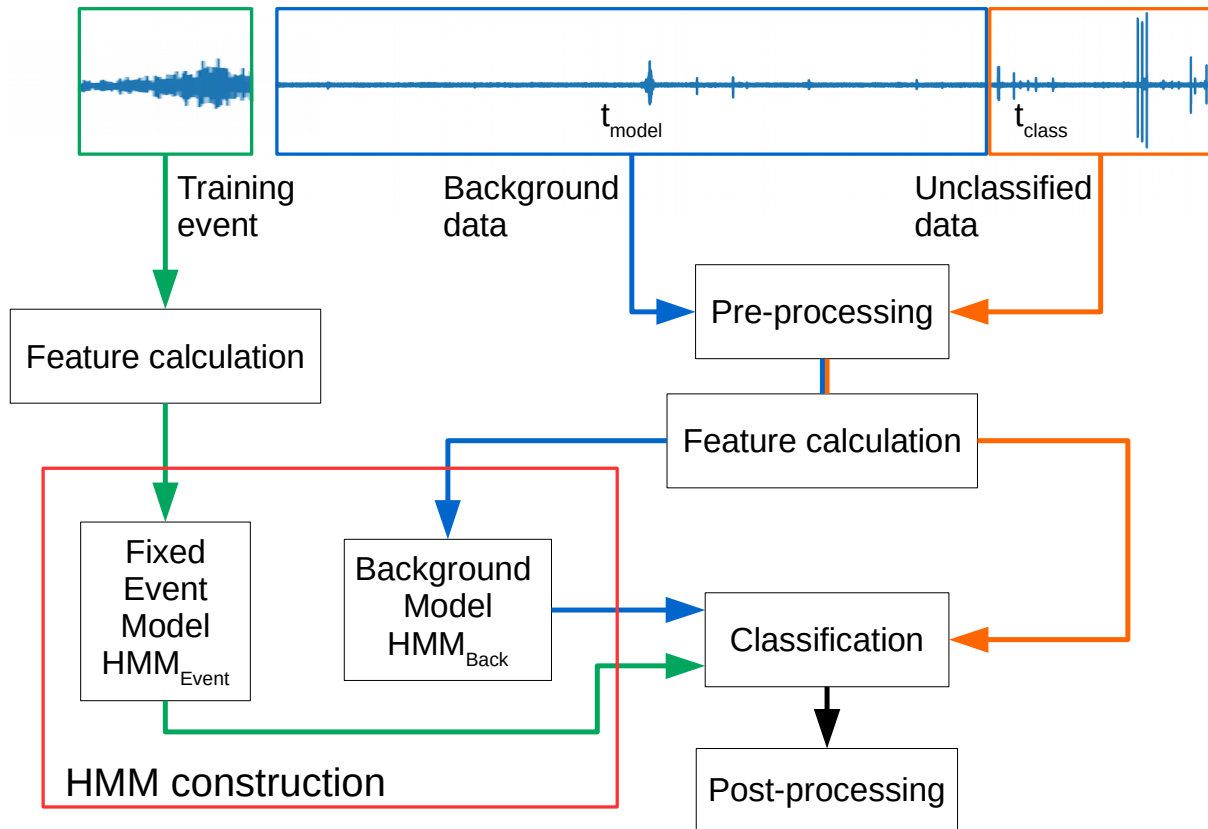 t_model
t_class
Training
event
Background
data
Unclassified
data
Pre-processing
Feature calculation
Feature calculation
Fixed
Event
Model
HMM_Event
Background
Model
HMM_Back
Classification
HMM construction
Post-processing